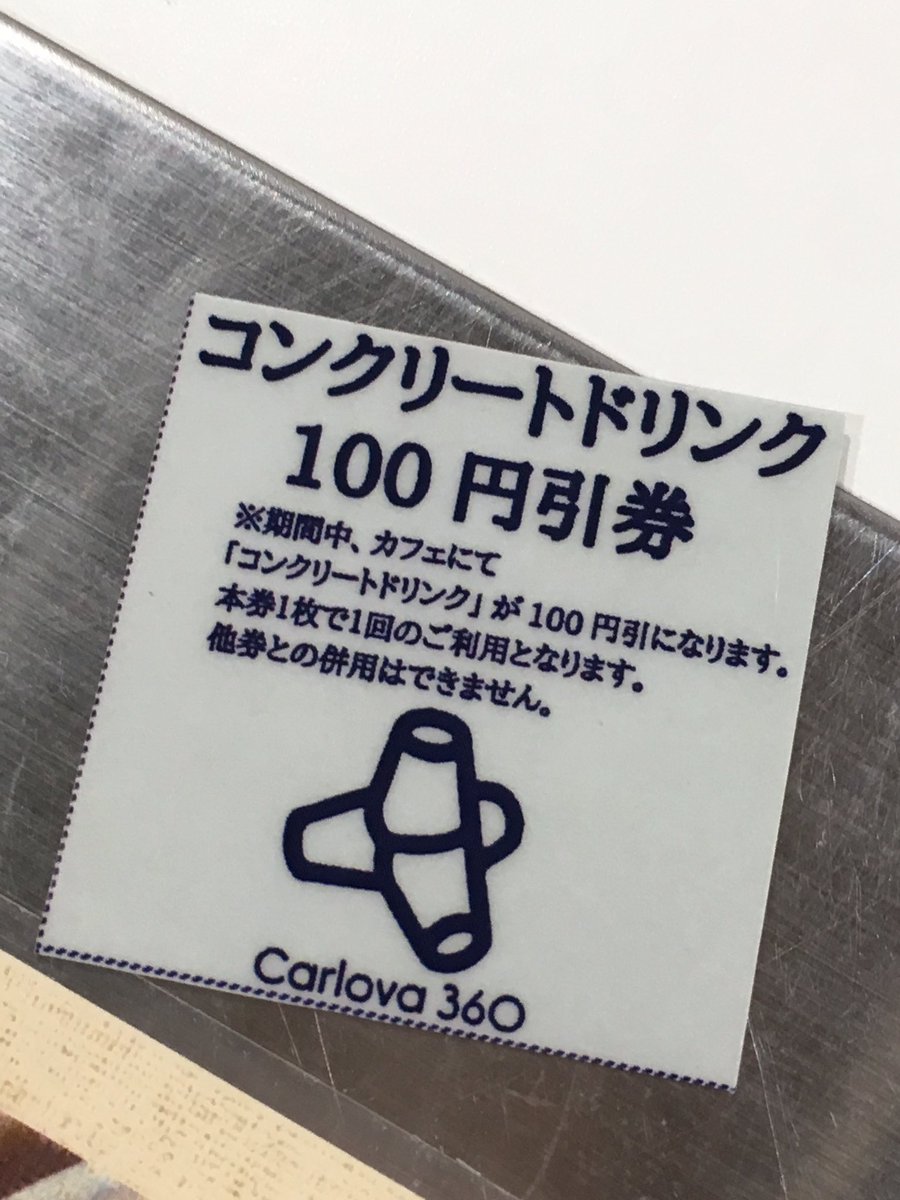 コンクリートドリンク
100 円引券
※期間中、カフェにて
「コンクリートドリンク」が 100 円引になります。
本券1枚で1回のご利用となります。
他券との併用はできません。
Carlova 360